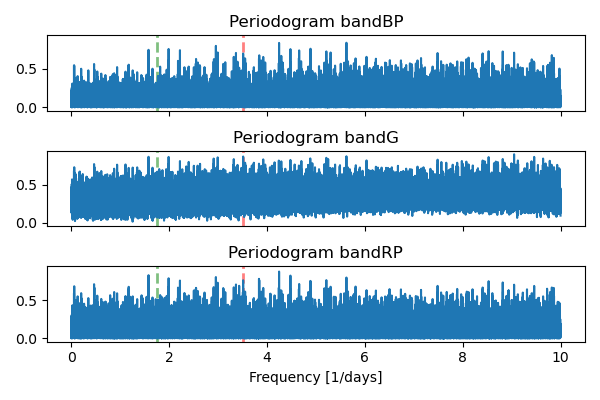 Periodogram bandBP
0.5
0.0
Periodogram bandG
0.5
0.0
Periodogram bandRP
0.5
0.0
0 2 4 6 8 10
Frequency [1/days]